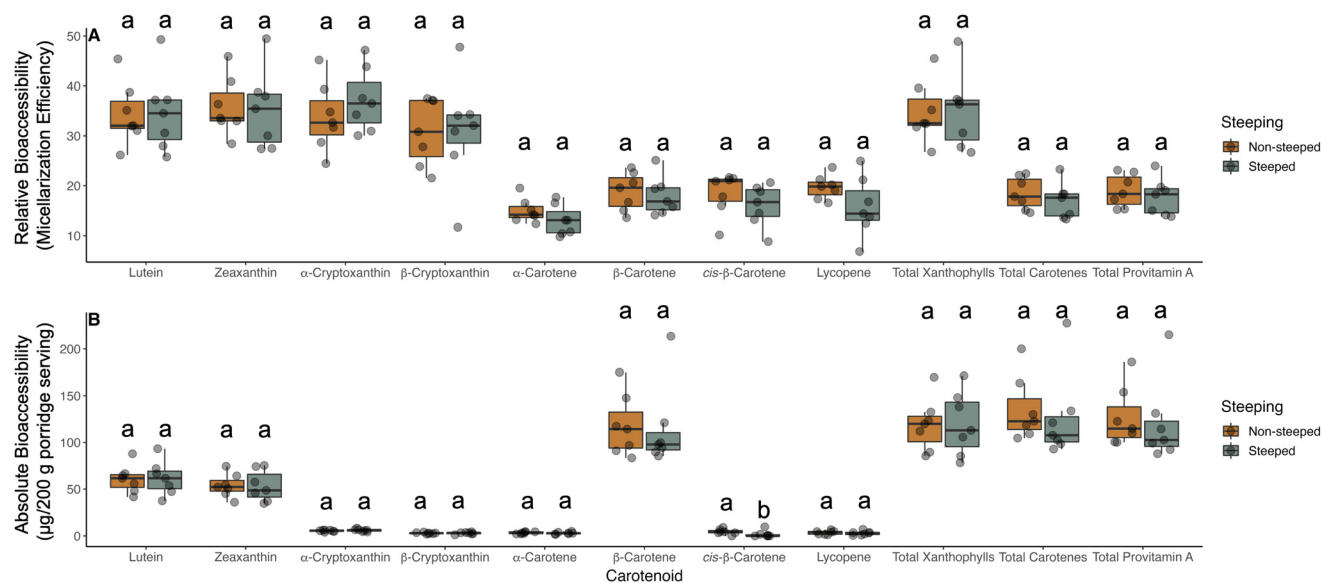 A
a a a a a a a a a a a a a a a a a a a a a a
Relative Bioaccessibility
(Micellarization Efficiency)
50
40
30
20
10
Lutein Zeaxanthin α-Cryptoxanthin β-Cryptoxanthin α-Carotene β-Carotene cis-β-Carotene Lycopene Total Xanthophylls Total Carotenes Total Provitamin A
Steeping
Non-steeped
Steeped
B
a a a a a a a a a a a a a b a a a a a a a a
Absolute Bioaccessibility
(µg/200 g porridge serving)
200
150
100
50
0
Lutein Zeaxanthin α-Cryptoxanthin β-Cryptoxanthin α-Carotene β-Carotene cis-β-Carotene Lycopene Total Xanthophylls Total Carotenes Total Provitamin A
Carotenoid
Steeping
Non-steeped
Steeped